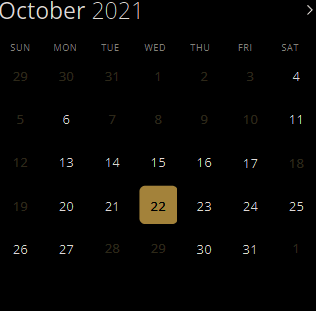 October 2021
SUN MON TUE WED THU FRI SAT
29 30 31 1 2 3 4
5 6 7 8 9 10 11
12 13 14 15 16 17 18
19 20 21 22 23 24 25
26 27 28 29 30 31 1